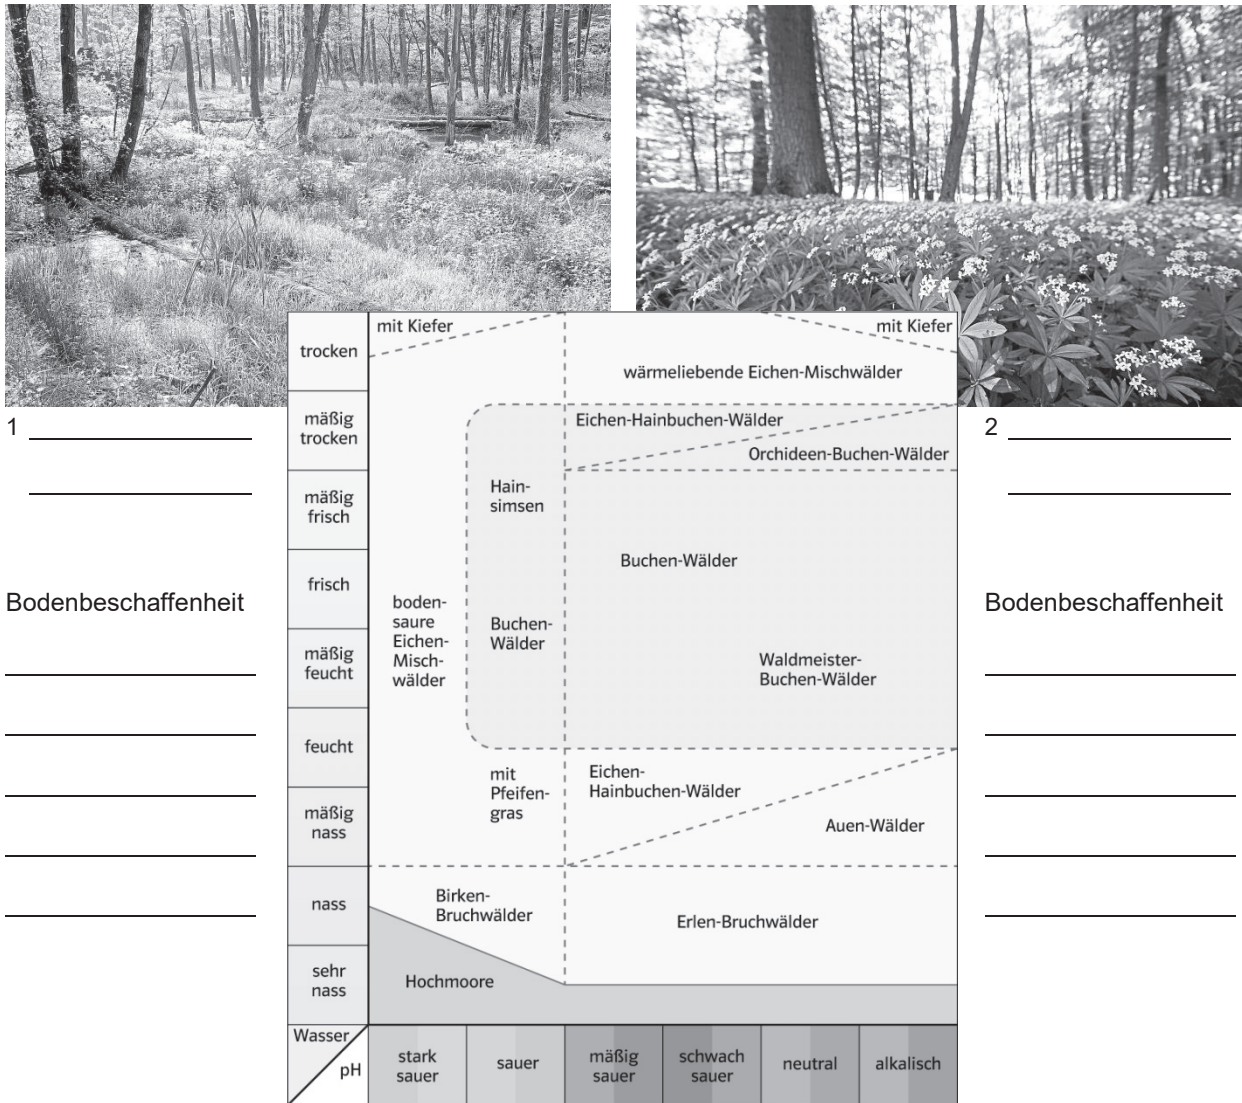 mit Kiefer
mit Kiefer
trocken
wärmeliebende Eichen-Mischwälder
mäßig
trocken
Eichen-Hainbuchen-Wälder
Orchideen-Buchen-Wälder
1
2
mäßig
frisch
Hain-
simsen
Buchen-Wälder
frisch
Bodenbeschaffenheit
boden-
saure
Eichen-
Misch-
wälder
Buchen-
Wälder
Bodenbeschaffenheit
mäßig
feucht
Waldmeister-
Buchen-Wälder
feucht
mit
Pfeifen-
gras
Eichen-
Hainbuchen-Wälder
mäßig
nass
Auen-Wälder
nass
Birken-
Bruchwälder
Erlen-Bruchwälder
sehr
nass
Hochmoore
Wasser
pH
stark
sauer
sauer
mäßig
sauer
schwach
sauer
neutral
alkalisch